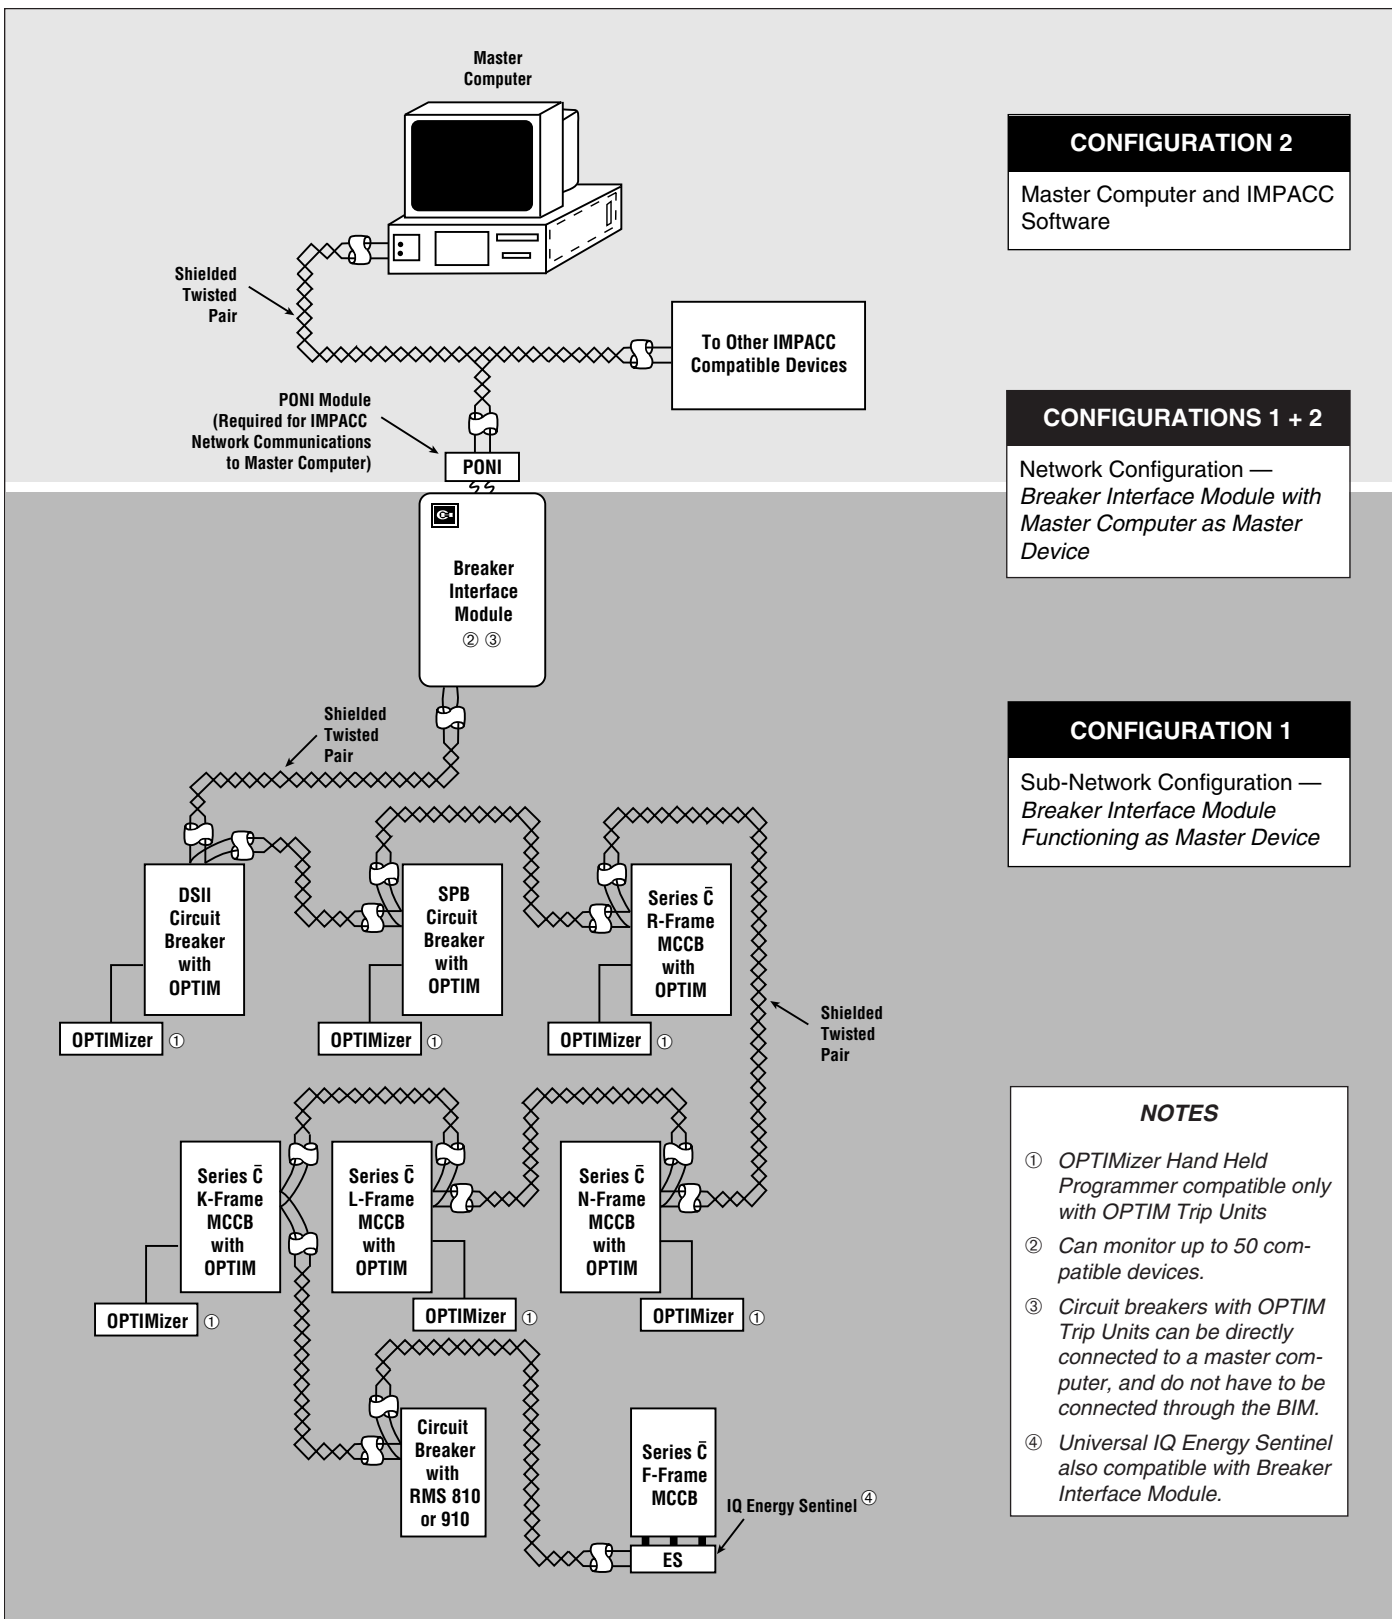 Master
Computer
CONFIGURATION 2
Master Computer and IMPACC
Software
Shielded
Twisted
Pair
To Other IMPACC
Compatible Devices
PONI Module
(Required for IMPACC
Network Communications
to Master Computer)
PONI
CONFIGURATIONS 1 + 2
Network Configuration —
Breaker Interface Module with
Master Computer as Master
Device
Breaker
Interface
Module
② ③
Shielded
Twisted
Pair
CONFIGURATION 1
Sub-Network Configuration —
Breaker Interface Module
Functioning as Master Device
DSII
Circuit
Breaker
with
OPTIM
SPB
Circuit
Breaker
with
OPTIM
Series C̄
R-Frame
MCCB
with
OPTIM
OPTIMizer ①
OPTIMizer ①
OPTIMizer ①
Shielded
Twisted
Pair
Series C̄
K-Frame
MCCB
with
OPTIM
Series C̄
L-Frame
MCCB
with
OPTIM
Series C̄
N-Frame
MCCB
with
OPTIM
OPTIMizer ①
OPTIMizer ①
OPTIMizer ①
Circuit
Breaker
with
RMS 810
or 910
Series C̄
F-Frame
MCCB
IQ Energy Sentinel ④
ES
NOTES
① OPTIMizer Hand Held
Programmer compatible only
with OPTIM Trip Units
② Can monitor up to 50 com-
patible devices.
③ Circuit breakers with OPTIM
Trip Units can be directly
connected to a master com-
puter, and do not have to be
connected through the BIM.
④ Universal IQ Energy Sentinel
also compatible with Breaker
Interface Module.